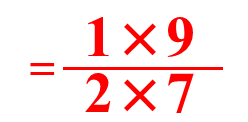 = 1 × 9
2 × 7